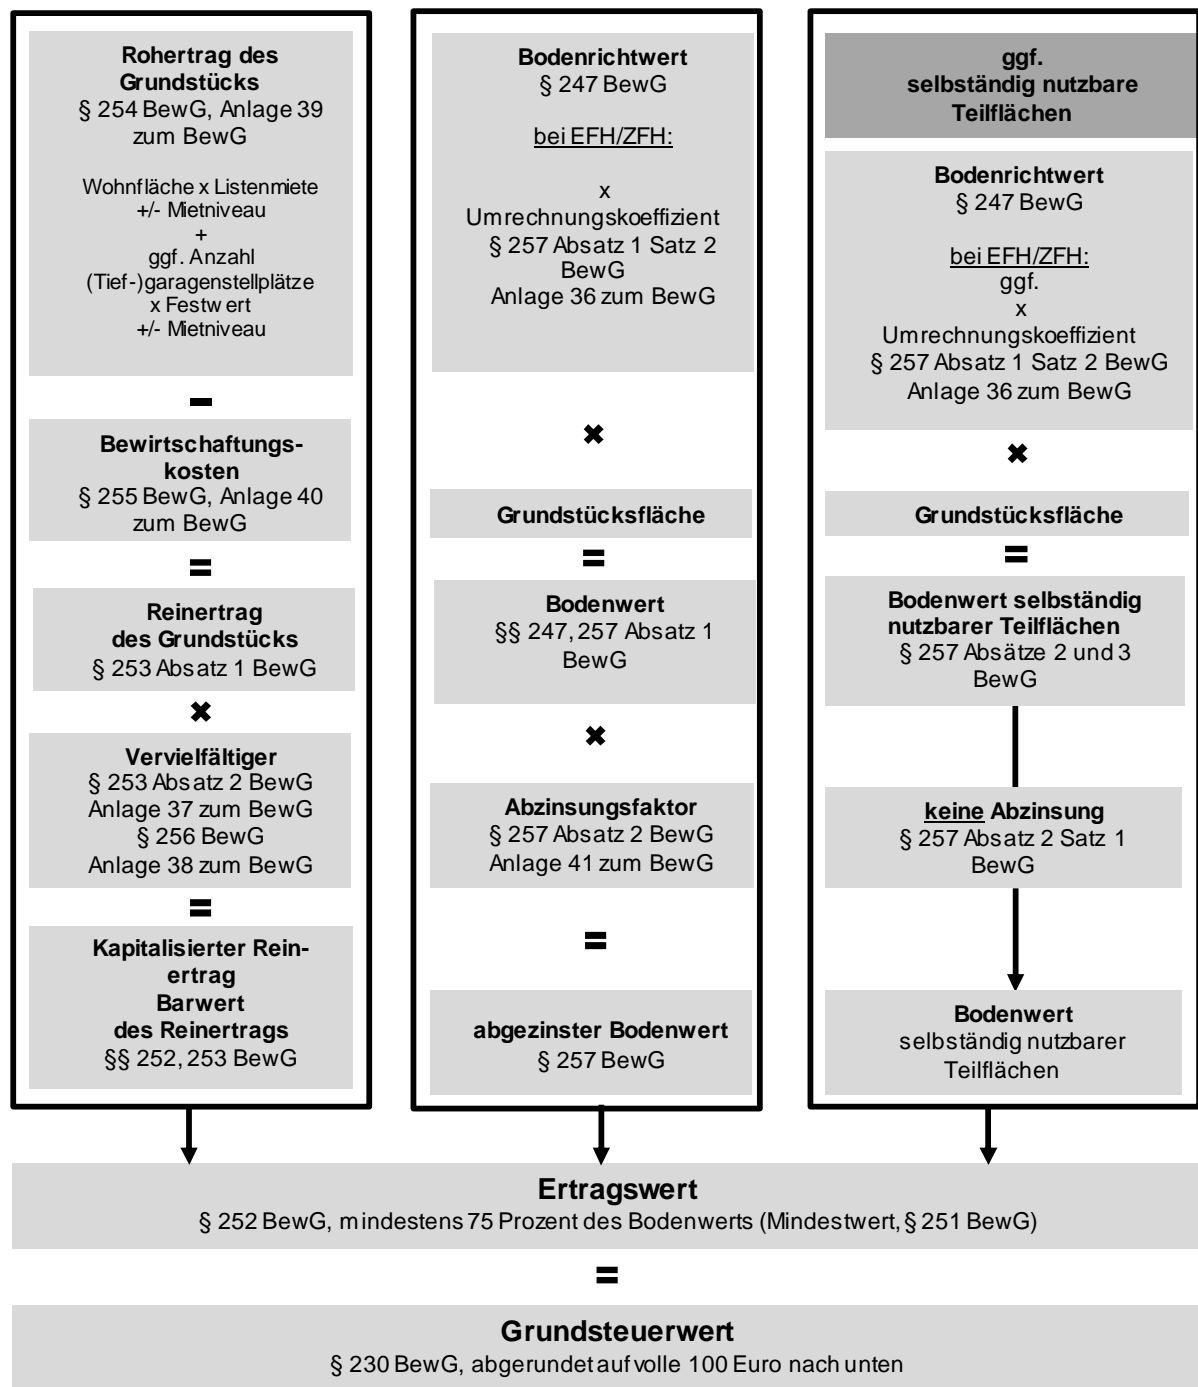 Rohertrag des
Grundstücks
§ 254 BewG, Anlage 39
zum BewG
Wohnfläche x Listenmiete
+/- Mietniveau
+
ggf. Anzahl
(Tief-)garagenstellplätze
x Festwert
+/- Mietniveau
–
Bewirtschaftungs-
kosten
§ 255 BewG, Anlage 40
zum BewG
=
Reinertrag
des Grundstücks
§ 253 Absatz 1 BewG
×
Vervielfältiger
§ 253 Absatz 2 BewG
Anlage 37 zum BewG
§ 256 BewG
Anlage 38 zum BewG
=
Kapitalisierter Rein-
ertrag
Barwert
des Reinertrags
§§ 252, 253 BewG
Bodenrichtwert
§ 247 BewG
bei EFH/ZFH:
x
Umrechnungskoeffizient
§ 257 Absatz 1 Satz 2
BewG
Anlage 36 zum BewG
×
Grundstücksfläche
=
Bodenwert
§§ 247, 257 Absatz 1
BewG
×
Abzinsungsfaktor
§ 257 Absatz 2 BewG
Anlage 41 zum BewG
=
abgezinster Bodenwert
§ 257 BewG
ggf.
selbständig nutzbare
Teilflächen
Bodenrichtwert
§ 247 BewG
bei EFH/ZFH:
ggf.
x
Umrechnungskoeffizient
§ 257 Absatz 1 Satz 2 BewG
Anlage 36 zum BewG
×
Grundstücksfläche
=
Bodenwert selbständig
nutzbarer Teilflächen
§ 257 Absätze 2 und 3
BewG
keine Abzinsung
§ 257 Absatz 2 Satz 1
BewG
Bodenwert
selbständig nutzbarer
Teilflächen
Ertragswert
§ 252 BewG, mindestens 75 Prozent des Bodenwerts (Mindestwert, § 251 BewG)
=
Grundsteuerwert
§ 230 BewG, abgerundet auf volle 100 Euro nach unten